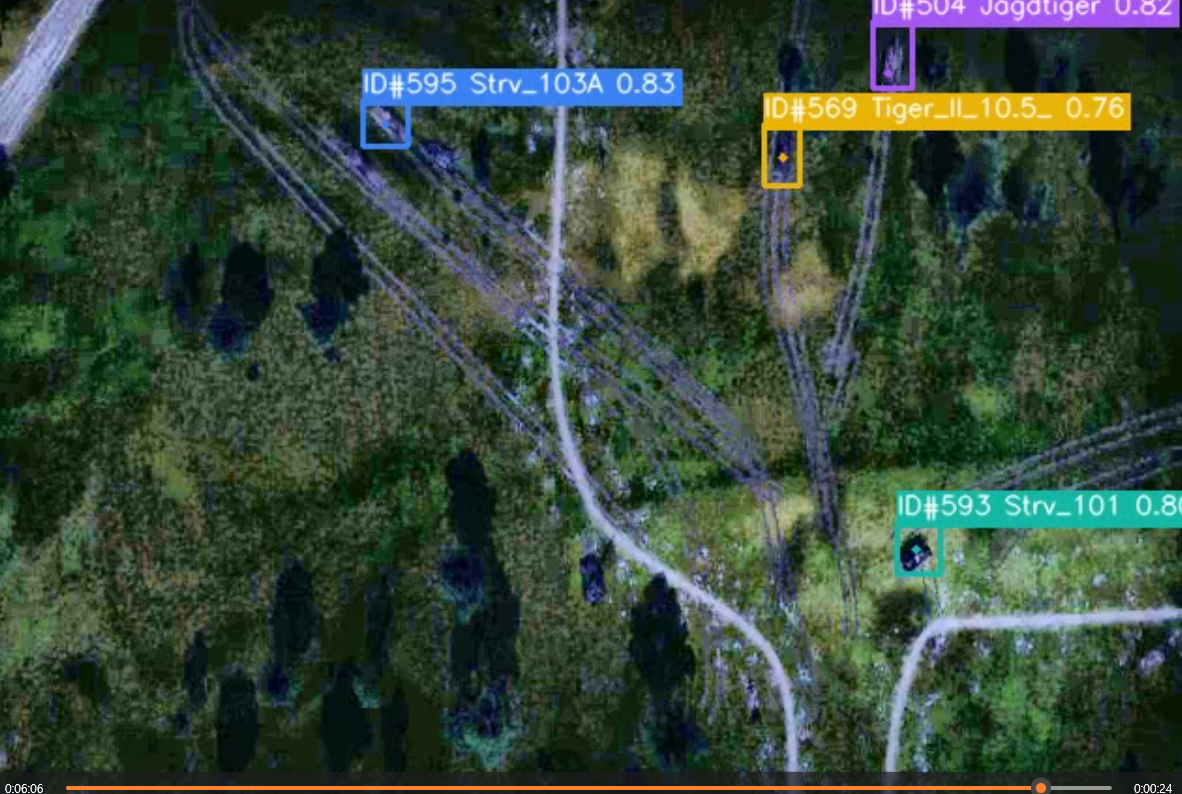 ID#504 Jagdtiger 0.82
ID#595 Strv_103A 0.83
ID#569 Tiger_II_10.5_ 0.76
ID#593 Strv_101 0.80
0:06:06
0:00:24